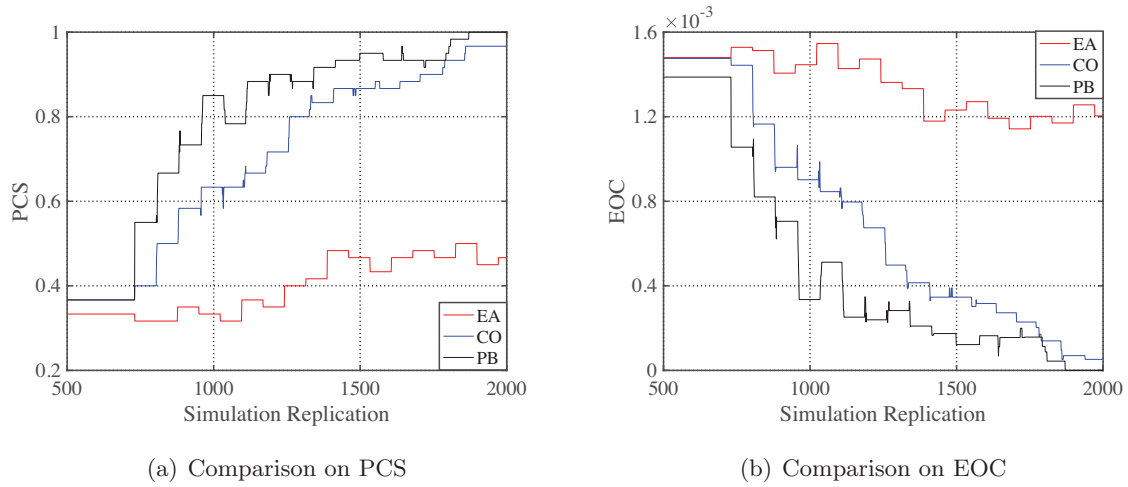 1
0.8
0.6
0.4
0.2
PCS
500
1000
1500
2000
Simulation Replication
EA
CO
PB
(a) Comparison on PCS
×10⁻³
1.6
1.2
0.8
0.4
0
EOC
500
1000
1500
2000
Simulation Replication
EA
CO
PB
(b) Comparison on EOC